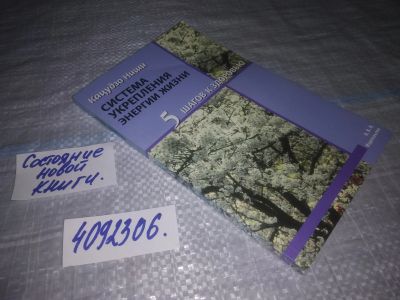 Кацудзо Ниши
СИСТЕМА
УКРЕПЛЕНИЯ
ЭНЕРГИИ ЖИЗНИ
5 ШАГОВ К ЗДОРОВЬЮ
Состояние
новой
книги.
4092306.